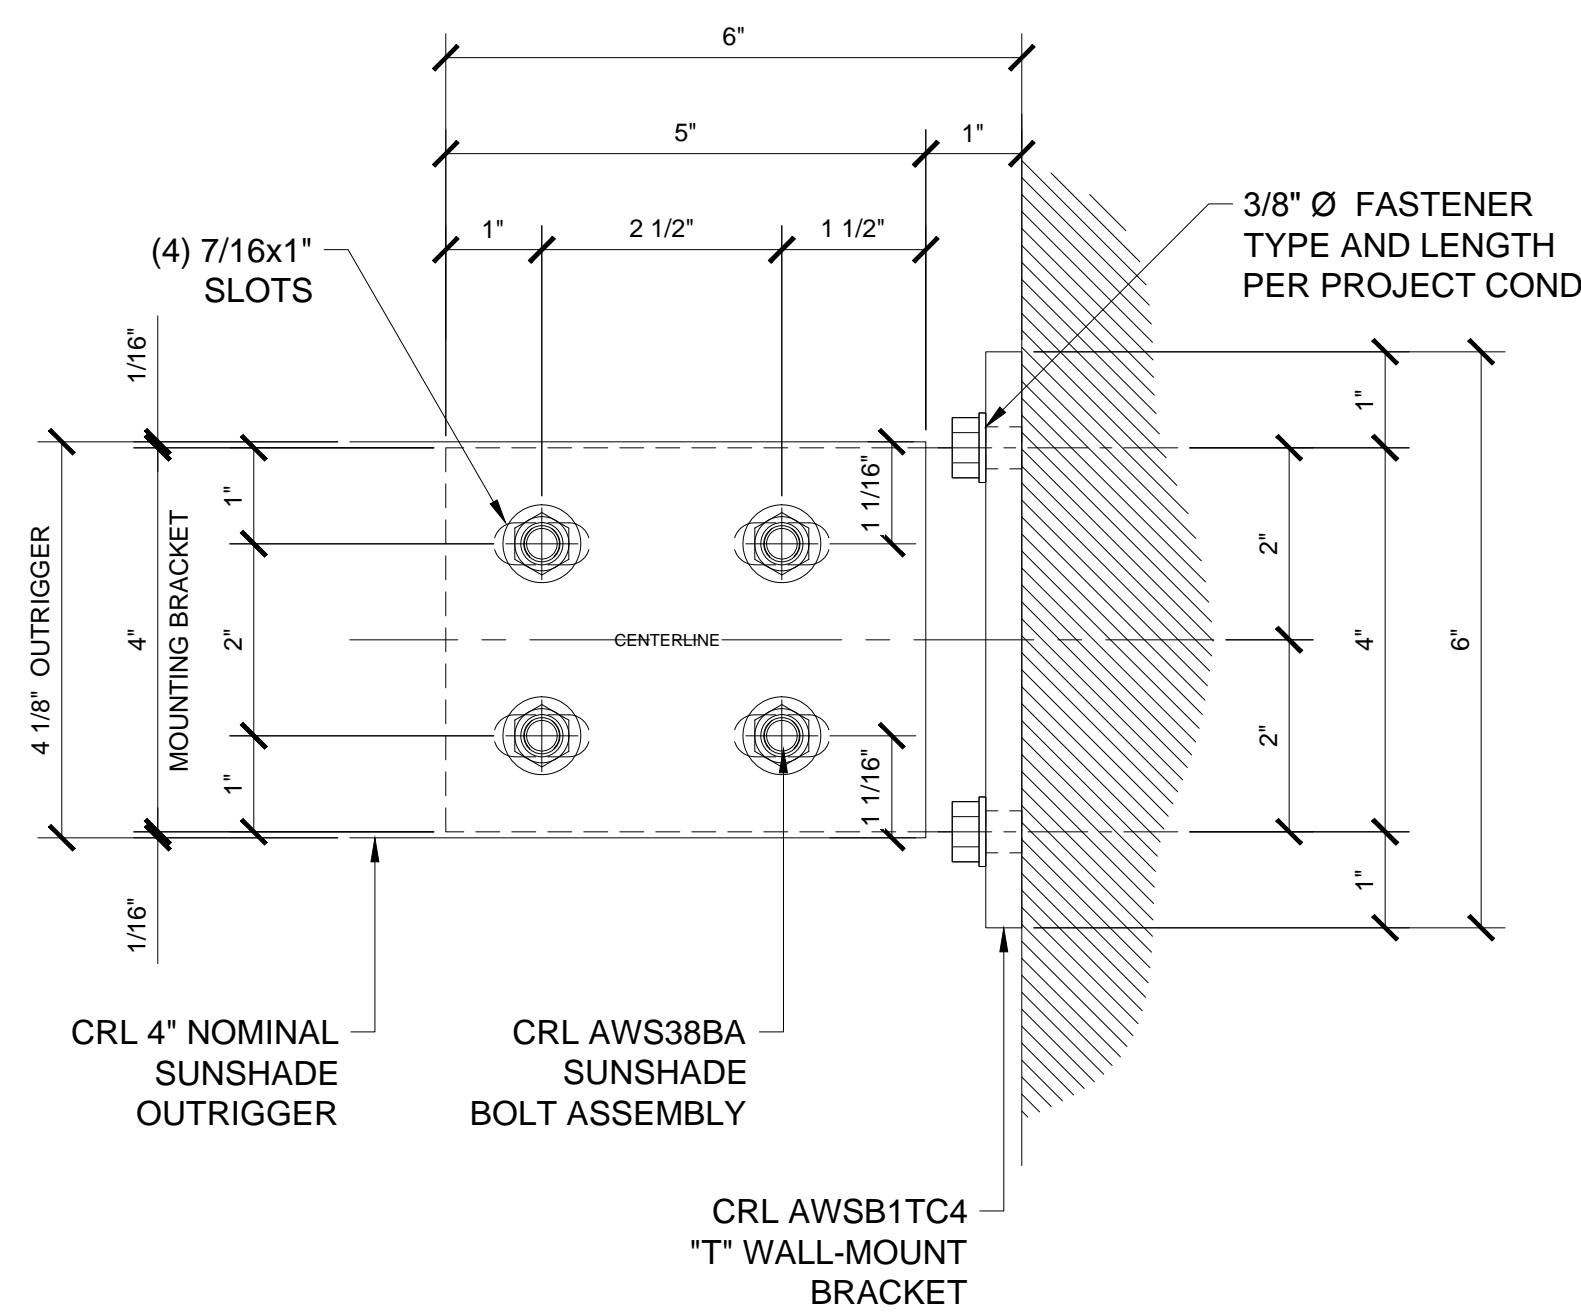 6"
5"
1"
1"
2 1/2"
1 1/2"
(4) 7/16x1"
SLOTS
3/8" Ø FASTENER
TYPE AND LENGTH
PER PROJECT COND
1/16"
1"
1"
1 1/16"
2"
4 1/8" OUTRIGGER
4"
MOUNTING BRACKET
2"
CENTERLINE
4"
6"
2"
1"
1 1/16"
1"
1/16"
CRL 4" NOMINAL
SUNSHADE
OUTRIGGER
CRL AWS38BA
SUNSHADE
BOLT ASSEMBLY
CRL AWSB1TC4
"T" WALL-MOUNT
BRACKET